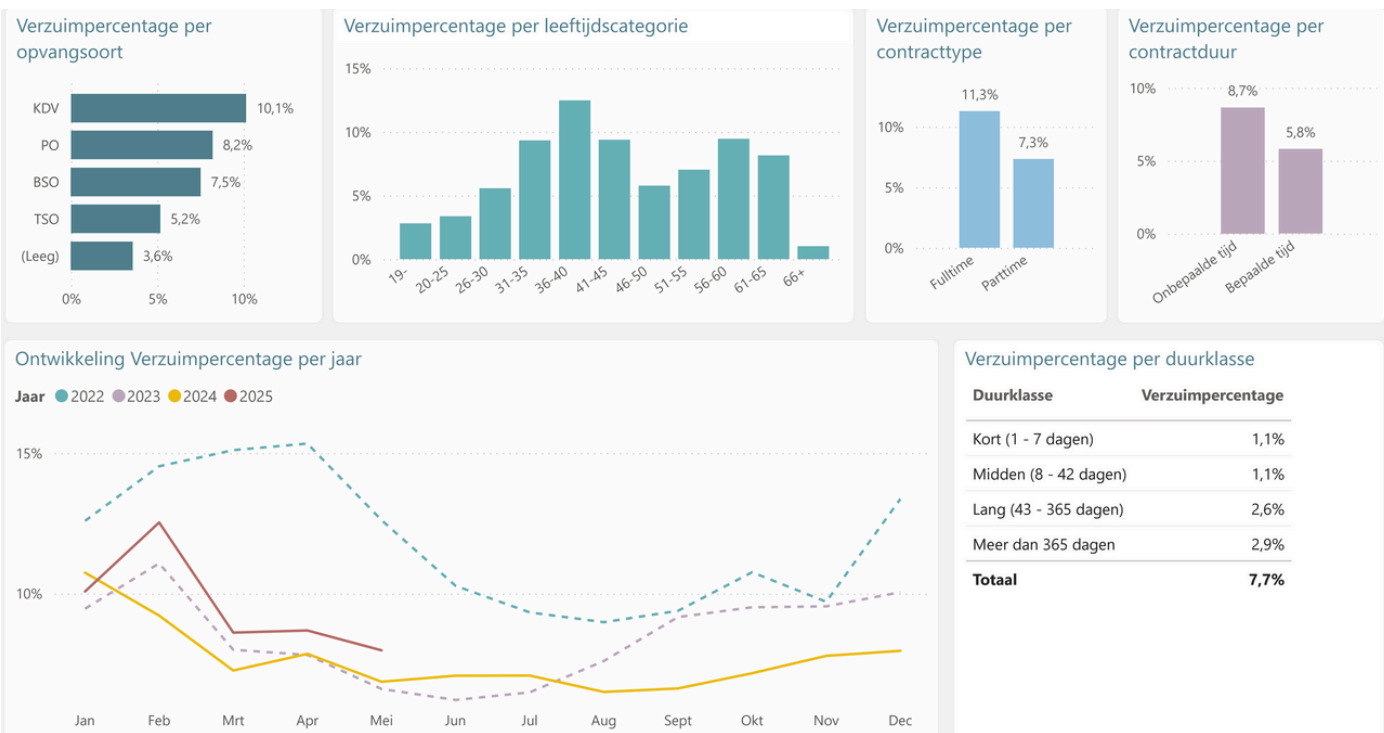 Verzuimpercentage per
opvangsoort
KDV
10,1%
PO
8,2%
BSO
7,5%
TSO
5,2%
(Leeg)
3,6%
0%
5%
10%
Verzuimpercentage per leeftijdscategorie
15%
10%
5%
0%
19-
20-25
26-30
31-35
36-40
41-45
46-50
51-55
56-60
61-65
66+
Verzuimpercentage per
contracttype
11,3%
10%
7,3%
5%
0%
Fulltime
Parttime
Verzuimpercentage per
contractduur
10%
8,7%
5,8%
5%
0%
Onbepaalde tijd
Bepaalde tijd
Ontwikkeling Verzuimpercentage per jaar
Jaar 2022 2023 2024 2025
15%
10%
Jan Feb Mrt Apr Mei Jun Jul Aug Sept Okt Nov Dec
Verzuimpercentage per duurklasse
Duurklasse Verzuimpercentage
Kort (1 - 7 dagen) 1,1%
Midden (8 - 42 dagen) 1,1%
Lang (43 - 365 dagen) 2,6%
Meer dan 365 dagen 2,9%
Totaal 7,7%